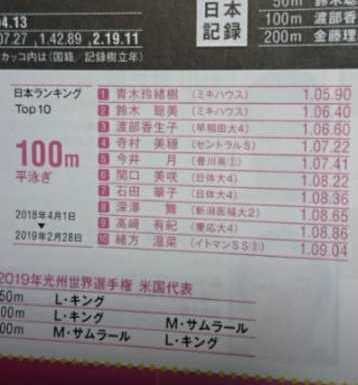 04.13
07.27 , 1.42.89 , 2.19.11
カッコ内は（国籍／記録樹立年）
日本
記録
100m 渡部香
200m 金藤理
日本ランキング
Top10
100m
平泳ぎ
2018年4月1日
▼
2019年2月28日
1 青木玲緒樹 （ミキハウス） 1.05.90
2 鈴木 聡美 （ミキハウス） 1.06.40
3 渡部香生子 （早稲田大4） 1.06.60
4 寺村 美穂 （セントラルS） 1.07.22
5 今井 月 （豊川高③） 1.07.41
6 関口 美咲 （日体大4） 1.08.22
7 石田 華子 （日体大4） 1.08.36
8 深澤 舞 （新潟医福大2） 1.08.65
9 高崎 有紀 （慶応大4） 1.08.86
10 緒方 温菜 （イトマンSS②） 1.09.04
2019年光州世界選手権 米国代表
50m L・キング
00m L・キング M・サムラール
00m M・サムラール L・キング